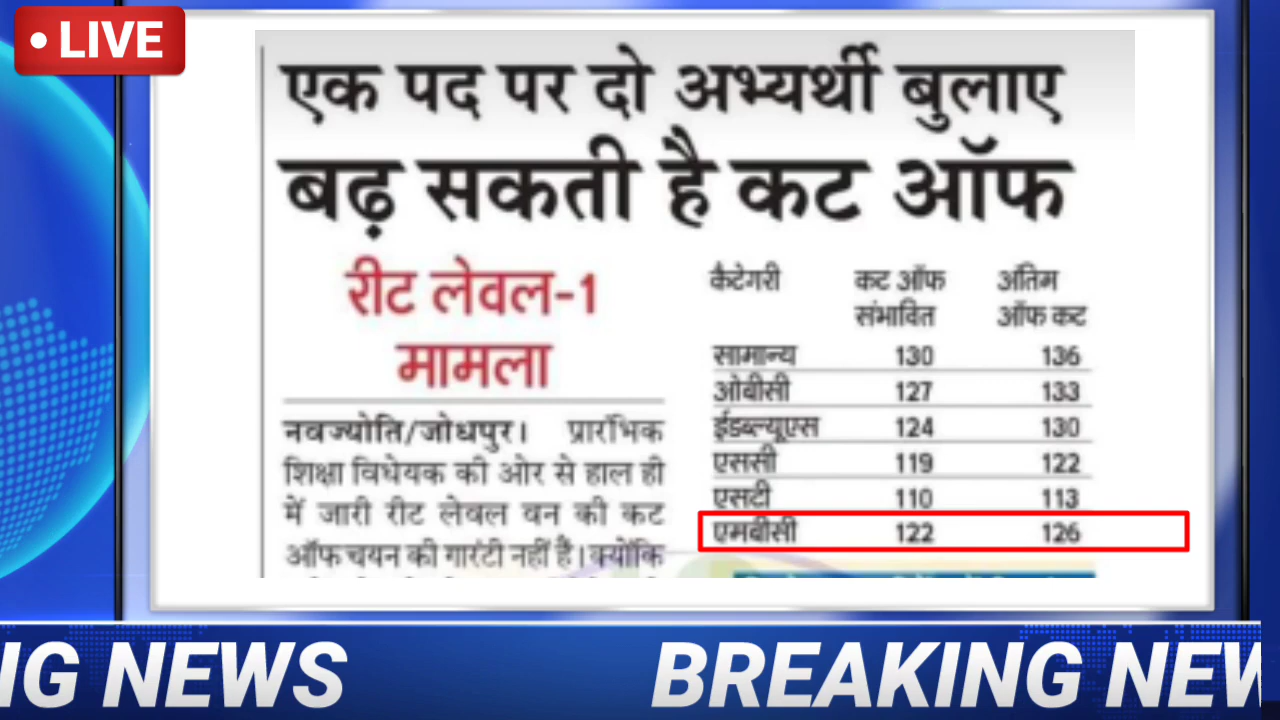 • LIVE
एक पद पर दो अभ्यर्थी बुलाए
बढ़ सकती है कट ऑफ
रीट लेवल-1
मामला
नवज्योति/जोधपुर। प्रारंभिक
शिक्षा विधेयक की ओर से हाल ही
में जारी रीट लेवल वन की कट
ऑफ चयन की गारंटी नहीं है। क्योंकि
कैटेगरी कट ऑफ अंतिम
संभावित ऑफ कट
सामान्य 130 136
ओबीसी 127 133
ईडब्ल्यूएस 124 130
एससी 119 122
एसटी 110 113
एमबीसी 122 126
NG NEWS BREAKING NEW